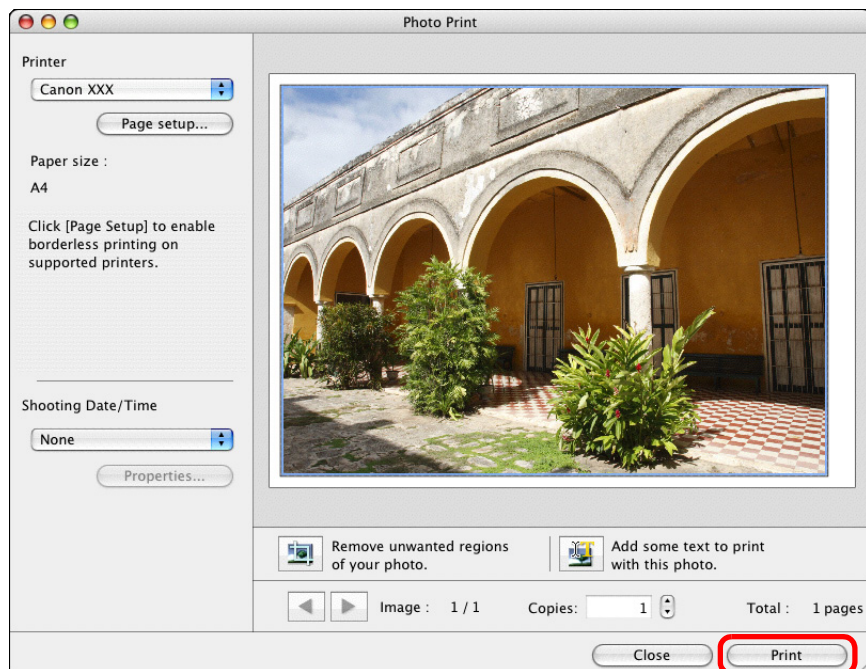 Photo Print
Printer
Canon XXX
Page setup...
Paper size :
A4
Click [Page Setup] to enable
borderless printing on
supported printers.
Shooting Date/Time
None
Properties...
Remove unwanted regions
of your photo.
Add some text to print
with this photo.
Image : 1 / 1 Copies: 1 Total : 1 pages
Close Print